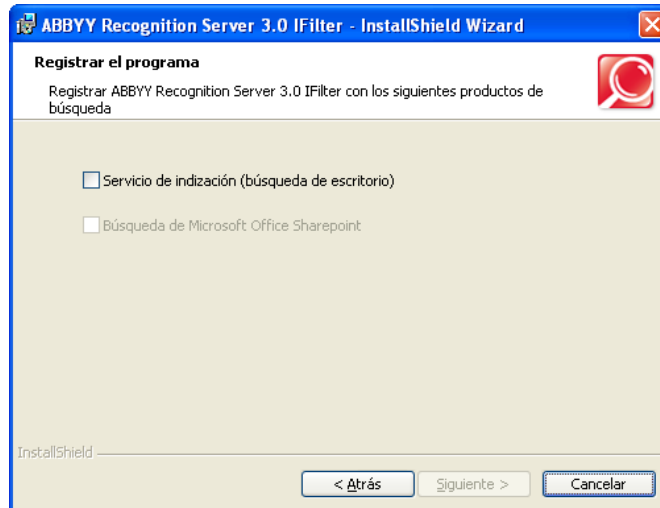 ABBYY Recognition Server 3.0 IFilter - InstallShield Wizard
Registrar el programa
Registrar ABBYY Recognition Server 3.0 IFilter con los siguientes productos de
búsqueda
Servicio de indización (búsqueda de escritorio)
Búsqueda de Microsoft Office Sharepoint
InstallShield
< Atrás Siguiente > Cancelar